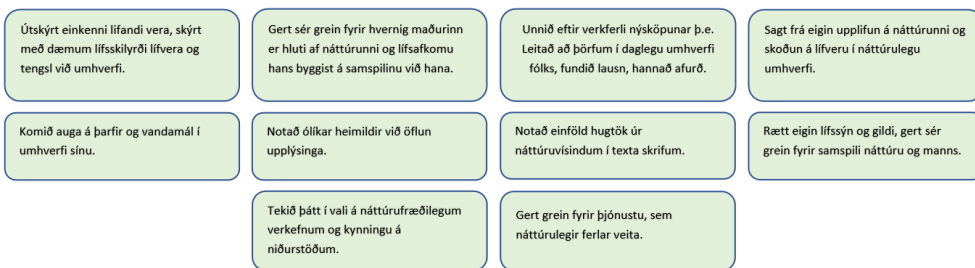 Útskýrt einkenni lifandi vera, skýrt
með dæmum lífsskilyrði lífvera og
tengsl við umhverfi.
Gert sér grein fyrir hvernig maðurinn
er hluti af náttúrunni og lífsafkomu
hans byggist á samspilinu við hana.
Unnið eftir verkferli nýsköpunar þ.e.
Leitað að þörfum í daglegu umhverfi
fólks, fundið lausn, hannað afurð.
Sagt frá eigin upplifun á náttúrunni og
skoðun á lífveru í náttúrulegu
umhverfi.
Komið auga á þarfir og vandamál í
umhverfi sínu.
Notað ólíkar heimildir við öflun
upplýsinga.
Notað einföld hugtök úr
náttúruvísindum í texta skrifum.
Rætt eigin lífssýn og gildi, gert sér
grein fyrir samspili náttúru og manns.
Tekið þátt í vali á náttúrufræðilegum
verkefnum og kynningu á
niðurstöðum.
Gert grein fyrir þjónustu, sem
náttúrulegir ferlar veita.